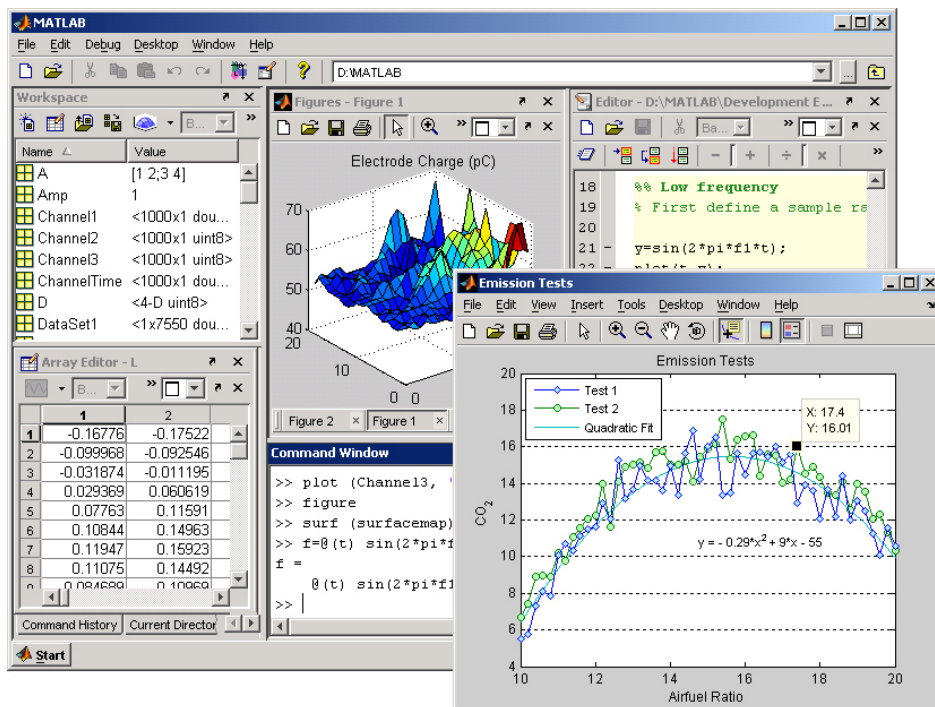 MATLAB
File Edit Debug Desktop Window Help
D:\MATLAB
Workspace
B...
Name Value
A [1 2;3 4]
Amp 1
Channel1 <1000x1 dou...
Channel2 <1000x1 uint8>
Channel3 <1000x1 uint8>
ChannelTime <1000x1 dou...
D <4-D uint8>
DataSet1 <1x7550 dou...
Array Editor - L
B...
1 2
1 -0.16776 -0.17522
2 -0.099968 -0.092546
3 -0.031874 -0.011195
4 0.029369 0.060619
5 0.07763 0.11591
6 0.10844 0.14963
7 0.11947 0.15923
8 0.11075 0.14492
9 0.084689 0.10969
Command History Current Director
Start
Figures - Figure 1
Electrode Charge (pC)
70
60
50
40
20
10
0 0
Figure 2 Figure 1
Command Window
>> plot (Channel3, '
>> figure
>> surf (surfacemap)
>> f=@(t) sin(2*pi*f
f =
@(t) sin(2*pi*f1
>>
Editor - D:\MATLAB\Development E...
Ba...
- + ÷ ×
18 %% Low frequency
19 % First define a sample ra
20
21 - y=sin(2*pi*f1*t);
22 - plot(t,y);
Emission Tests
File Edit View Insert Tools Desktop Window Help
Emission Tests
Test 1
Test 2
Quadratic Fit
X: 17.4
Y: 16.01
y = - 0.29*x² + 9*x - 55
CO₂
20
18
16
14
12
10
8
6
4
10 12 14 16 18 20
Airfuel Ratio